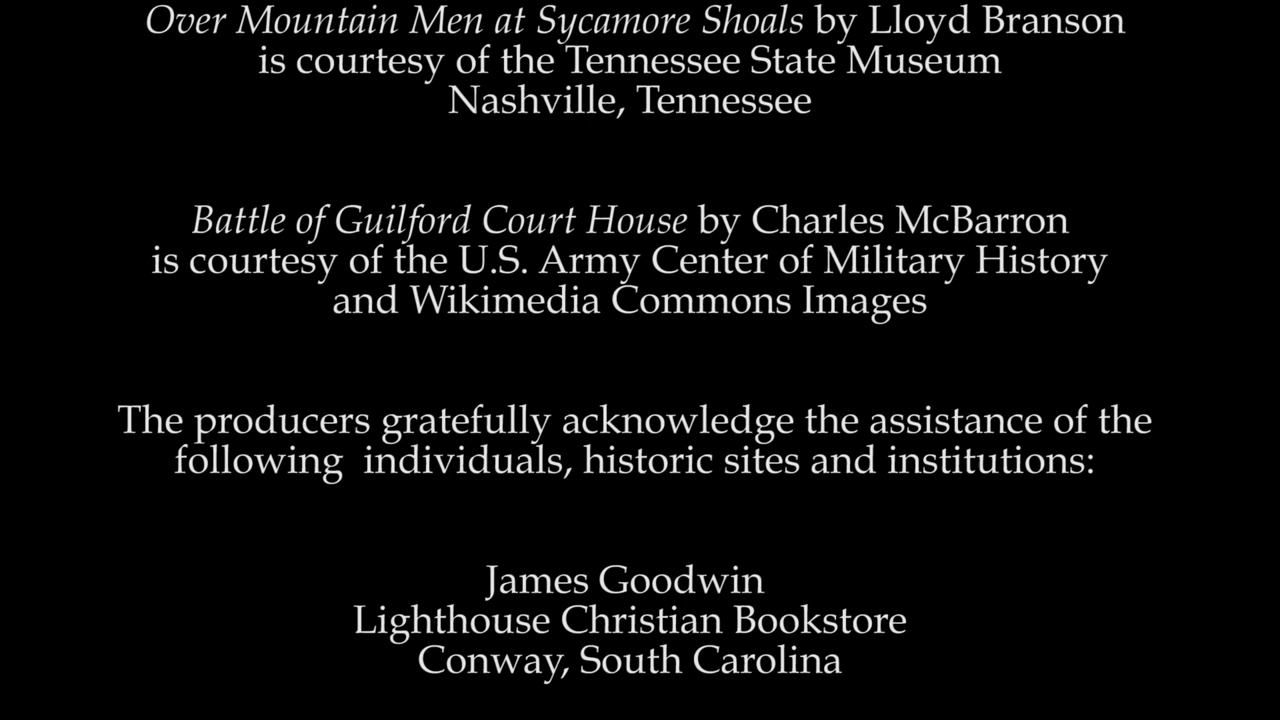 Over Mountain Men at Sycamore Shoals by Lloyd Branson
is courtesy of the Tennessee State Museum
Nashville, Tennessee
Battle of Guilford Court House by Charles McBarron
is courtesy of the U.S. Army Center of Military History
and Wikimedia Commons Images
The producers gratefully acknowledge the assistance of the
following  individuals, historic sites and institutions:
James Goodwin
Lighthouse Christian Bookstore
Conway, South Carolina